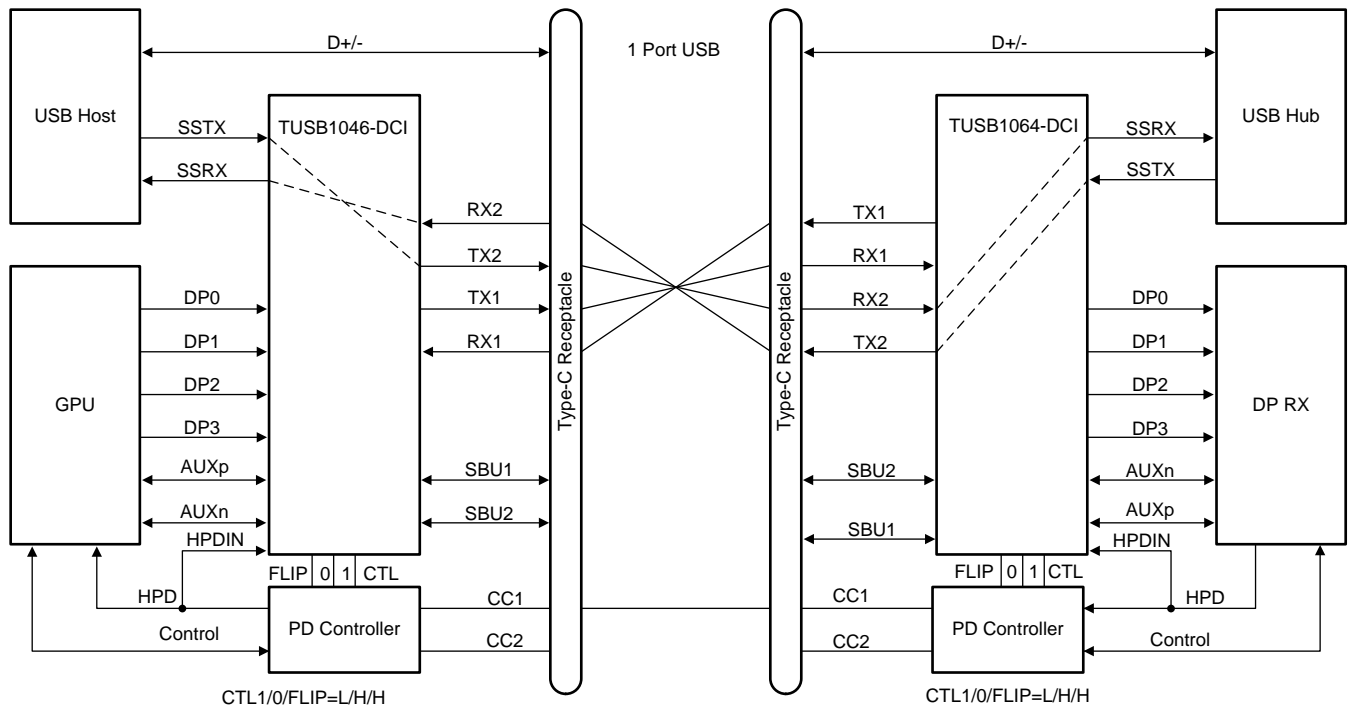 D+/-
1 Port USB
D+/-
USB Host
TUSB1046-DCI
TUSB1064-DCI
USB Hub
SSTX
SSRX
SSRX
SSTX
RX2
TX2
TX1
RX1
TX1
RX1
RX2
TX2
Type-C Receptacle
Type-C Receptacle
GPU
DP0
DP1
DP2
DP3
AUXp
AUXn
HPDIN
DP RX
DP0
DP1
DP2
DP3
AUXn
AUXp
HPDIN
SBU1
SBU2
SBU2
SBU1
FLIP 0 1 CTL
FLIP 0 1 CTL
HPD
CC1
CC1
HPD
PD Controller
PD Controller
Control
CC2
CC2
Control
CTL1/0/FLIP=L/H/H
CTL1/0/FLIP=L/H/H